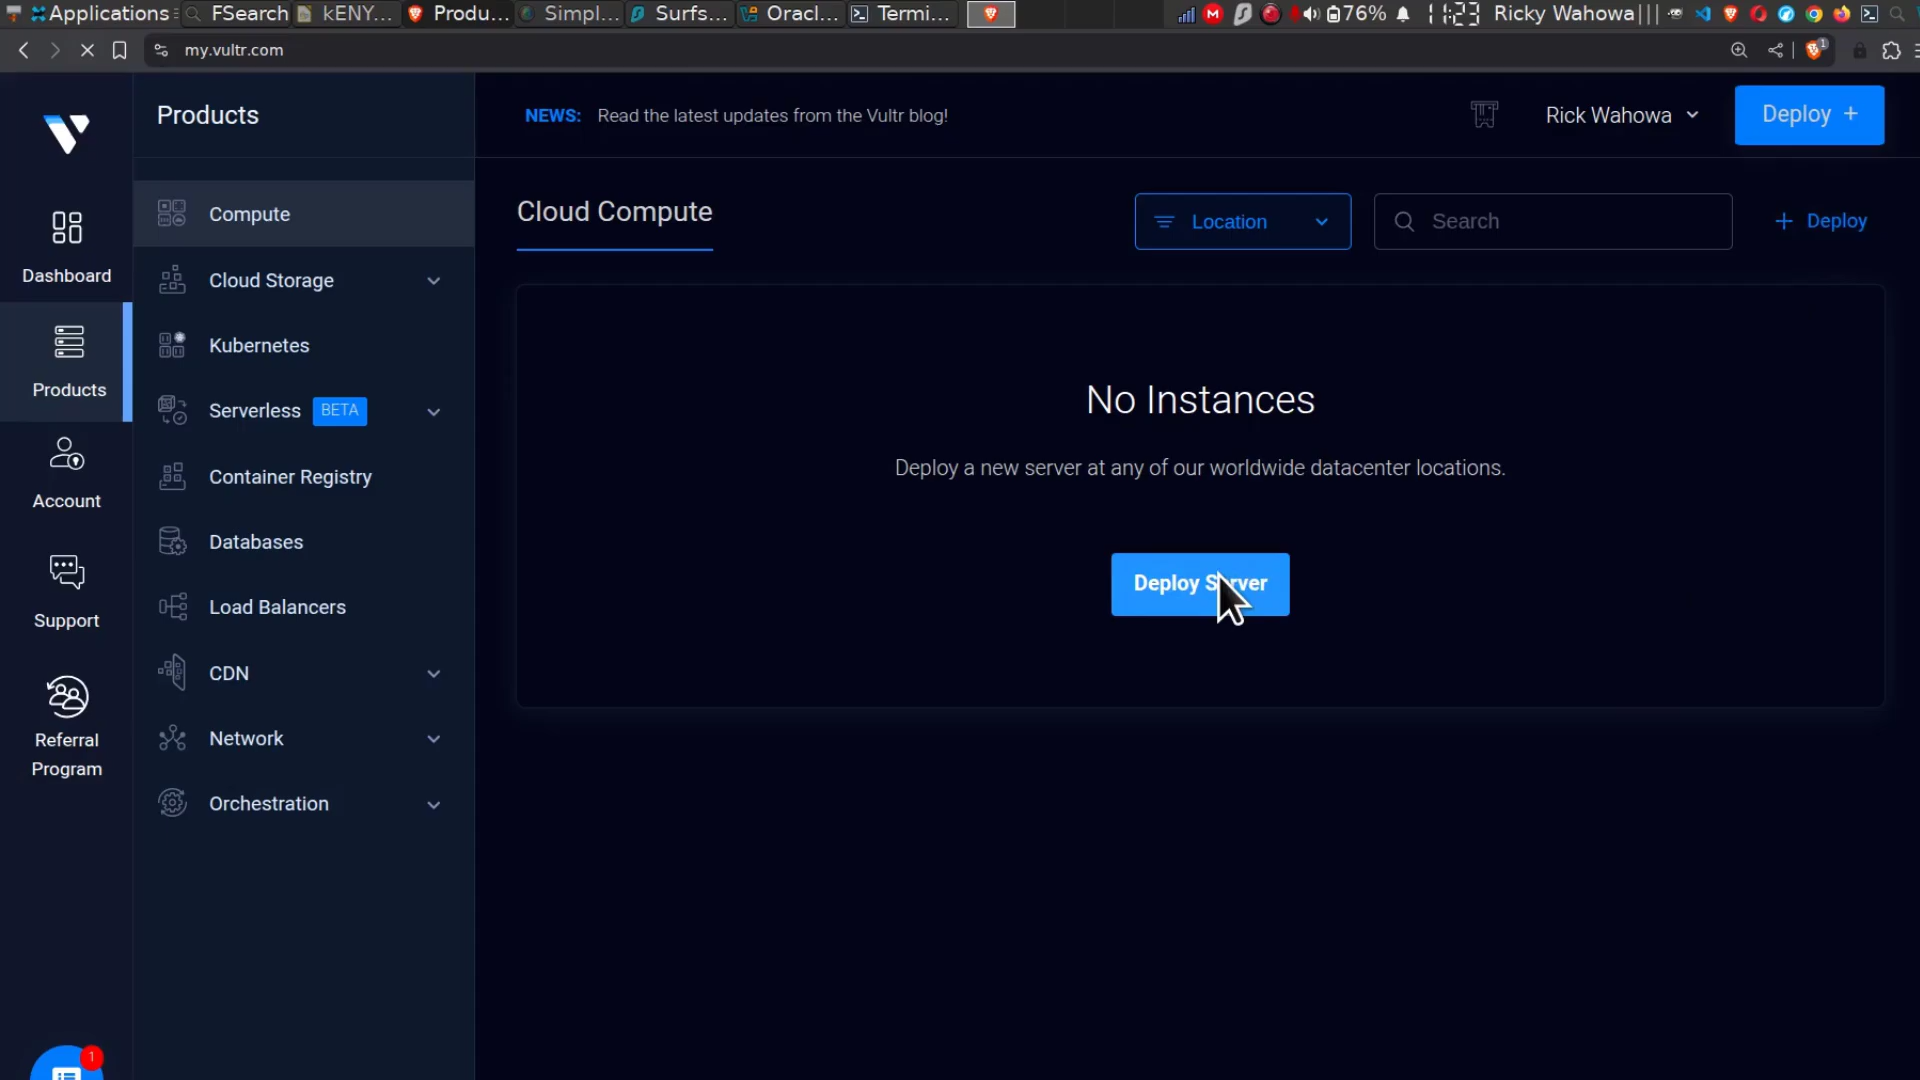 Applications
FSearch
kENY...
Produ...
Simpl...
Surfs...
Oracl...
Termi...
76%
11:23
Ricky Wahowa
my.vultr.com
1
Products
NEWS: Read the latest updates from the Vultr blog!
Rick Wahowa
Deploy +
Dashboard
Products
Account
Support
Referral
Program
1
Compute
Cloud Storage
Kubernetes
Serverless BETA
Container Registry
Databases
Load Balancers
CDN
Network
Orchestration
Cloud Compute
Location
Search
+ Deploy
No Instances
Deploy a new server at any of our worldwide datacenter locations.
Deploy Server